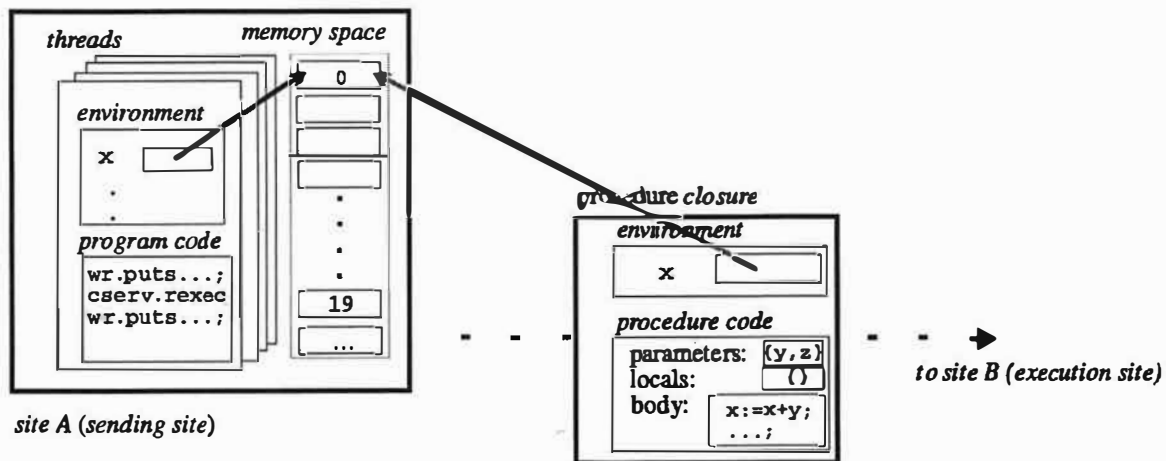 threads
memory space
0
environment
x
.
.
program code
wr.puts...;
cserv.rexec
wr.puts...;
19
...
site A (sending site)
procedure closure
environment
x
procedure code
parameters: {y,z}
locals: ()
body: x:=x+y;
...;
to site B (execution site)